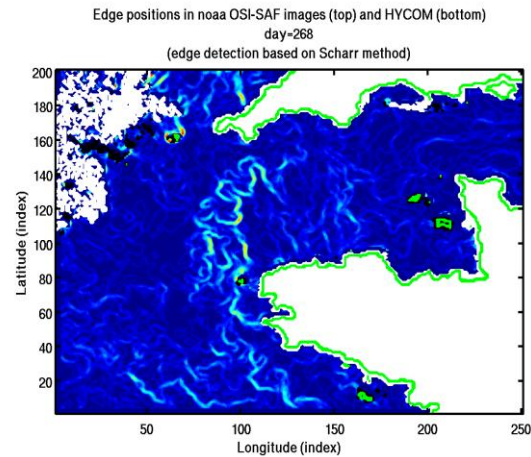 Edge positions in noaa OSI-SAF images (top) and HYCOM (bottom)
day=268
(edge detection based on Scharr method)
200
180
160
140
120
100
80
60
40
20
Latitude (index)
50 100 150 200 250
Longitude (index)